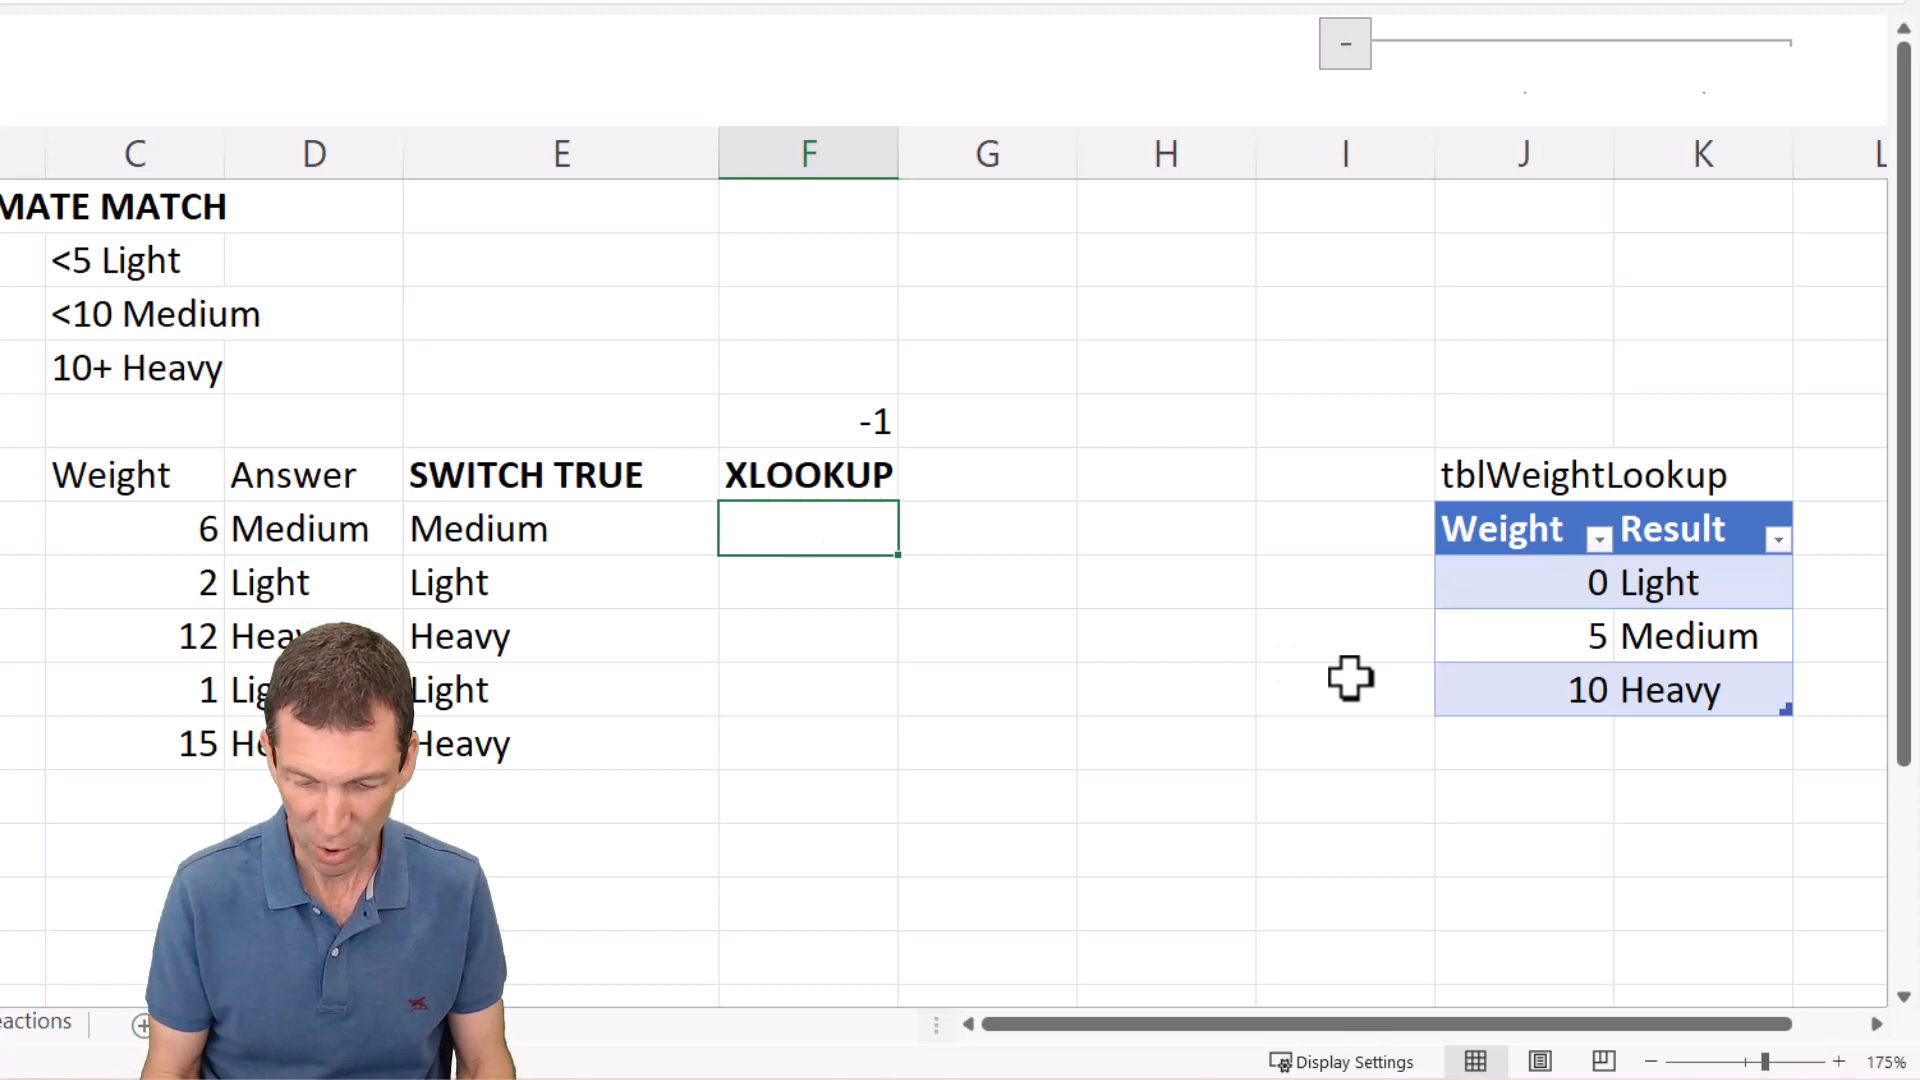 -
C D E F G H I J K L
MATE MATCH
<5 Light
<10 Medium
10+ Heavy
-1
Weight Answer SWITCH TRUE XLOOKUP tblWeightLookup
6 Medium Medium Weight Result
2 Light Light 0 Light
12 Heavy 5 Medium
1 Light 10 Heavy
15 Heavy
eactions
Display Settings 175%